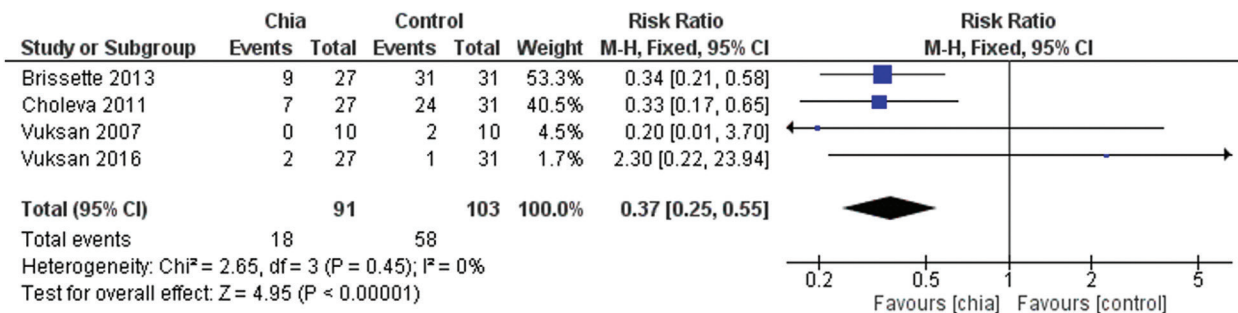 Chia Control Risk Ratio Risk Ratio
Study or Subgroup Events Total Events Total Weight M-H, Fixed, 95% CI M-H, Fixed, 95% CI
Brissette 2013 9 27 31 31 53.3% 0.34 [0.21, 0.58]
Choleva 2011 7 27 24 31 40.5% 0.33 [0.17, 0.65]
Vuksan 2007 0 10 2 10 4.5% 0.20 [0.01, 3.70]
Vuksan 2016 2 27 1 31 1.7% 2.30 [0.22, 23.94]
Total (95% CI) 91 103 100.0% 0.37 [0.25, 0.55]
Total events 18 58
Heterogeneity: Chi² = 2.65, df = 3 (P = 0.45); I² = 0%
Test for overall effect: Z = 4.95 (P < 0.00001)
0.2 0.5 1 2 5
Favours [chia] Favours [control]